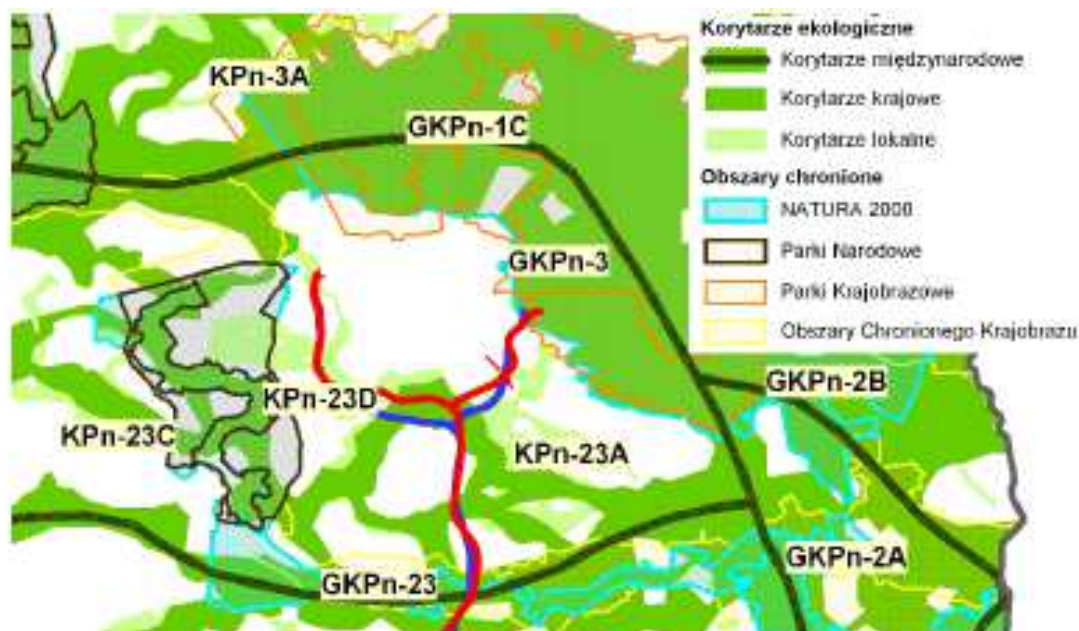 Korytarze ekologiczne
Korytarze międzynarodowe
Korytarze krajowe
Korytarze lokalne
Obszary chronione
NATURA 2000
Parki Narodowe
Parki Krajobrazowe
Obszary Chronionego Krajobrazu
KPn-3A
GKPn-1C
GKPn-3
GKPn-2B
KPn-23D
KPn-23C
KPn-23A
GKPn-2A
GKPn-23